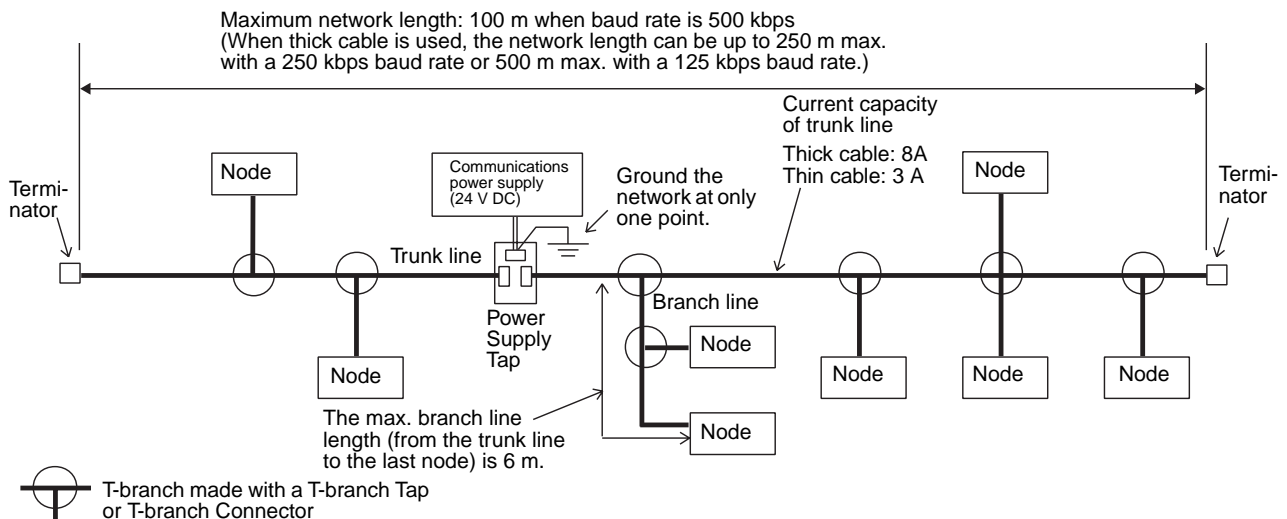 Maximum network length: 100 m when baud rate is 500 kbps
(When thick cable is used, the network length can be up to 250 m max.
with a 250 kbps baud rate or 500 m max. with a 125 kbps baud rate.)
Current capacity
of trunk line
Thick cable: 8A
Thin cable: 3 A
Termi-
nator
Node
Communications
power supply
(24 V DC)
Ground the
network at only
one point.
Node
Termi-
nator
Trunk line
Branch line
Power
Supply
Tap
Node
Node
Node
Node
Node
Node
The max. branch line
length (from the trunk line
to the last node) is 6 m.
T-branch made with a T-branch Tap
or T-branch Connector